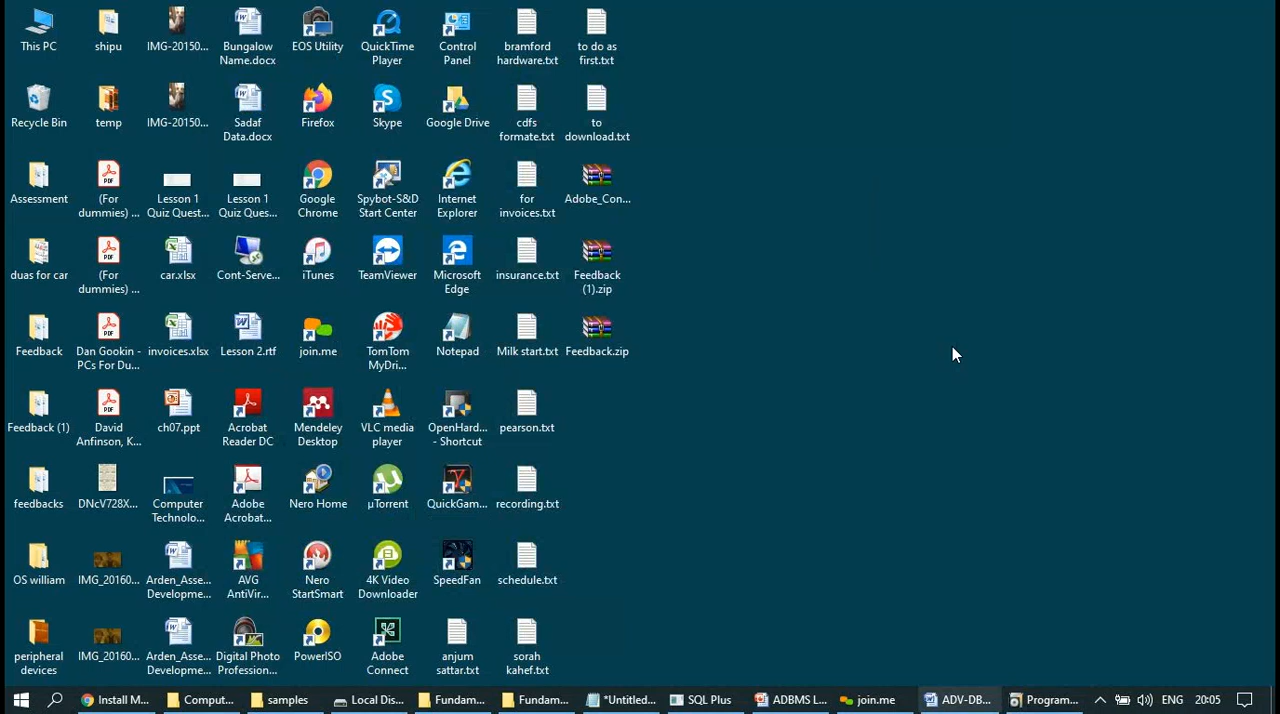 This PC
shipu
IMG-20150...
Bungalow
Name.docx
EOS Utility
QuickTime
Player
Control
Panel
bramford
hardware.txt
to do as
first.txt
Recycle Bin
temp
IMG-20150...
Sadaf
Data.docx
Firefox
Skype
Google Drive
cdfs
formate.txt
to
download.txt
Assessment
(For
dummies) ...
Lesson 1
Quiz Quest...
Lesson 1
Quiz Ques...
Google
Chrome
Spybot-S&D
Start Center
Internet
Explorer
for
invoices.txt
Adobe_Con...
duas for car
(For
dummies) ...
car.xlsx
Cont-Serve...
iTunes
TeamViewer
Microsoft
Edge
insurance.txt
Feedback
(1).zip
Feedback
Dan Gookin -
PCs For Du...
invoices.xlsx
Lesson 2.rtf
join.me
TomTom
MyDri...
Notepad
Milk start.txt
Feedback.zip
Feedback (1)
David
Anfinson, K...
ch07.ppt
Acrobat
Reader DC
Mendeley
Desktop
VLC media
player
OpenHard...
- Shortcut
pearson.txt
feedbacks
DNcV728X...
Computer
Technolo...
Adobe
Acrobat...
Nero Home
µTorrent
QuickGam...
recording.txt
OS william
IMG_20160...
Arden_Asse...
Developme...
AVG
AntiVir...
Nero
StartSmart
4K Video
Downloader
SpeedFan
schedule.txt
peripheral
devices
IMG_20160...
Arden_Asse...
Developme...
Digital Photo
Profession...
PowerISO
Adobe
Connect
anjum
sattar.txt
sorah
kahef.txt
Install M...
Comput...
samples
Local Dis...
Fundam...
Fundam...
*Untitled...
SQL Plus
ADBMS L...
join.me
ADV-DB...
Program...
ENG
20:05